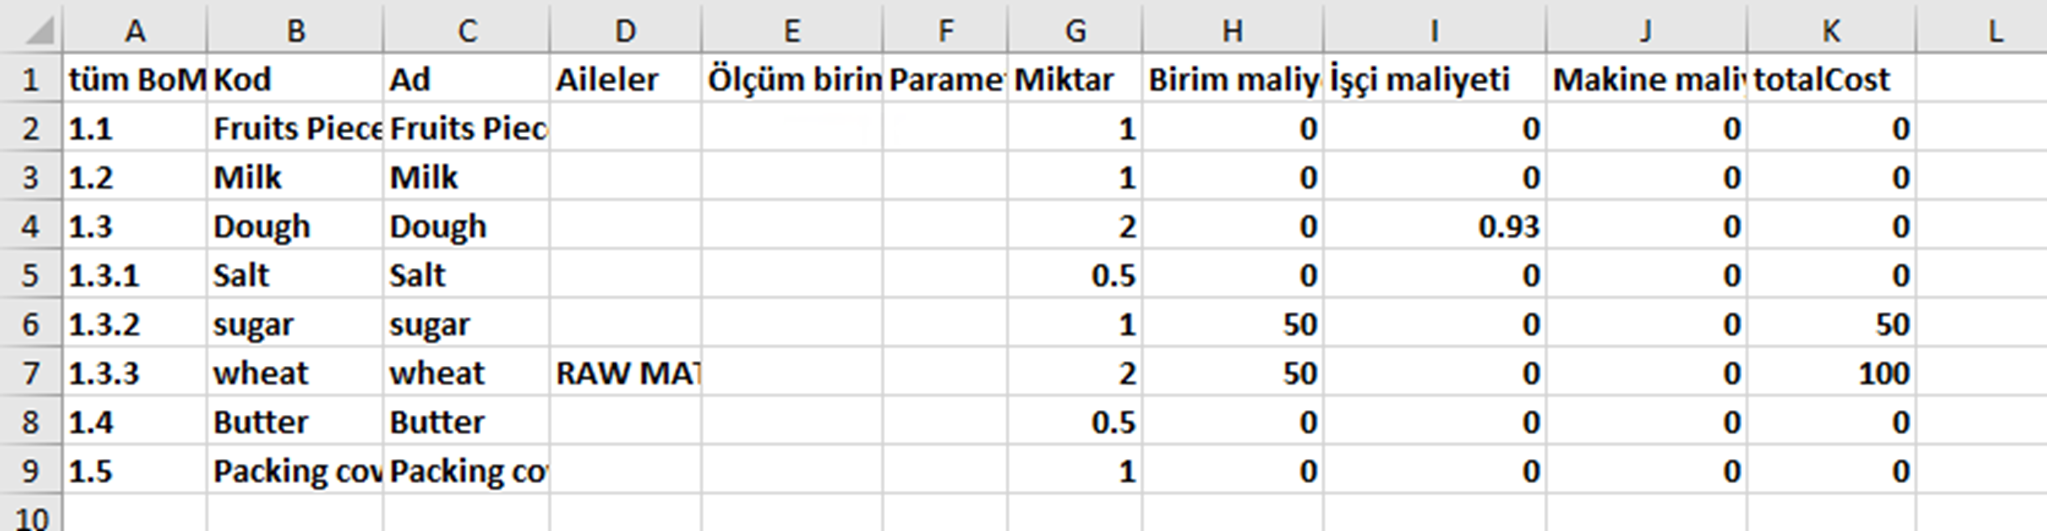 A B C D E F G H I J K L
1 tüm BoM Kod Ad Aileler Ölçüm birin Parame Miktar Birim maliy İşçi maliyeti Makine maliy totalCost
2 1.1 Fruits Piece Fruits Piec 1 0 0 0 0
3 1.2 Milk Milk 1 0 0 0 0
4 1.3 Dough Dough 2 0 0.93 0 0
5 1.3.1 Salt Salt 0.5 0 0 0 0
6 1.3.2 sugar sugar 1 50 0 0 50
7 1.3.3 wheat wheat RAW MAT 2 50 0 0 100
8 1.4 Butter Butter 0.5 0 0 0 0
9 1.5 Packing cov Packing co 1 0 0 0 0
10